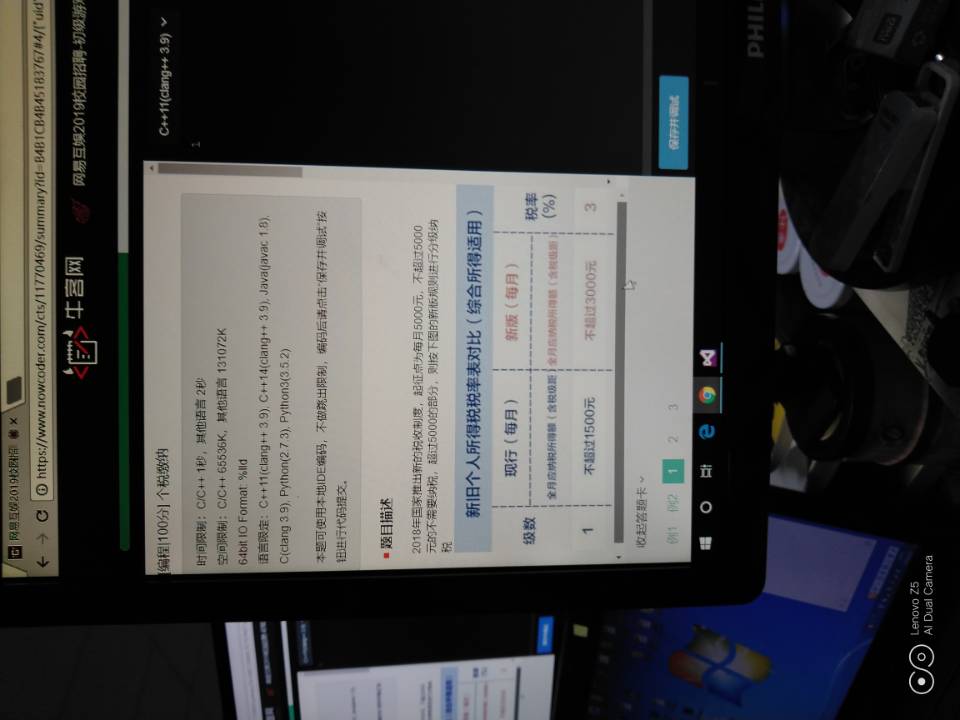 网易互娱2019校园招
https://www.nowcoder.com/cts/11770469/summary?id=B4B1CB4B45183767#4/{"uid"
牛客网
网易互娱2019校园招聘-初级游
[编程|100分] 个税缴纳
C++11(clang++ 3.9)
1
时间限制：C/C++ 1秒，其他语言 2秒
空间限制：C/C++ 65536K，其他语言 131072K
64bit IO Format: %lld
语言限定：C++11(clang++ 3.9), C++14(clang++ 3.9), Java(javac 1.8),
C(clang 3.9), Python(2.7.3), Python3(3.5.2)
本题可使用本地IDE编码，不做跳出限制，编码后请点击“保存并调试”按
钮进行代码提交。
题目描述
2018年国家推出新的税收制度，起征点为每月5000元，不超过5000
元的不需要纳税，超过5000的部分，则按下图的新版规则进行分级纳
税
新旧个人所得税税率表对比（综合所得适用）
级数
现行（每月）
新版（每月）
税率
(%)
全月应纳税所得额（含税级距）
全月应纳税所得额（含税级距）
1
不超过1500元
不超过3000元
3
收起答题卡
例1 例2 1 2 3
保存并调试
PHIL
Lenovo Z5
AI Dual Camera